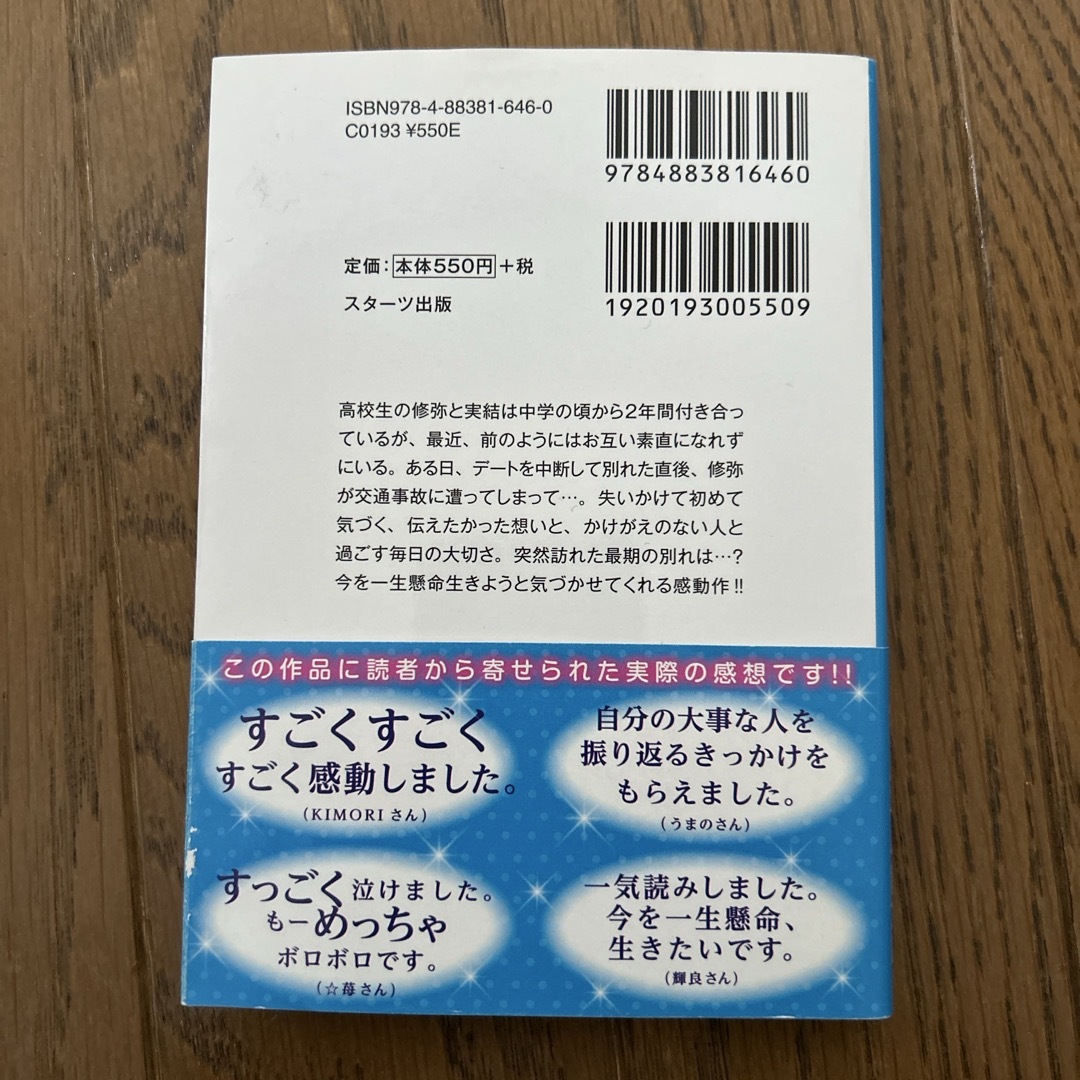 ISBN978-4-88381-646-0
C0193 ¥550E
9784883816460
定価：本体550円+税
スターツ出版
1920193005509
高校生の修弥と実結は中学の頃から2年間付き合っ
ているが、最近、前のようにはお互い素直になれず
にいる。ある日、デートを中断して別れた直後、修弥
が交通事故に遭ってしまって…。失いかけて初めて
気づく、伝えたかった想いと、かけがえのない人と
過ごす毎日の大切さ。突然訪れた最期の別れは…？
今を一生懸命生きようと気づかせてくれる感動作!!
この作品に読者から寄せられた実際の感想です!!
すごくすごく
すごく感動しました。
（KIMORIさん）
自分の大事な人を
振り返るきっかけを
もらえました。
（うまのさん）
すっごく泣けました。
もーめっちゃ
ボロボロです。
（☆苺さん）
一気読みしました。
今を一生懸命、
生きたいです。
（輝良さん）